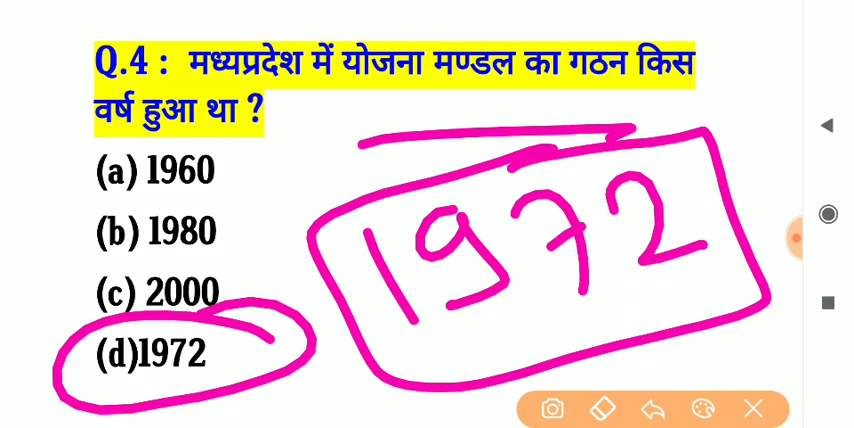 Q.4 : मध्यप्रदेश में योजना मण्डल का गठन किस
वर्ष हुआ था ?
(a) 1960
(b) 1980
(c) 2000
(d)1972
1972